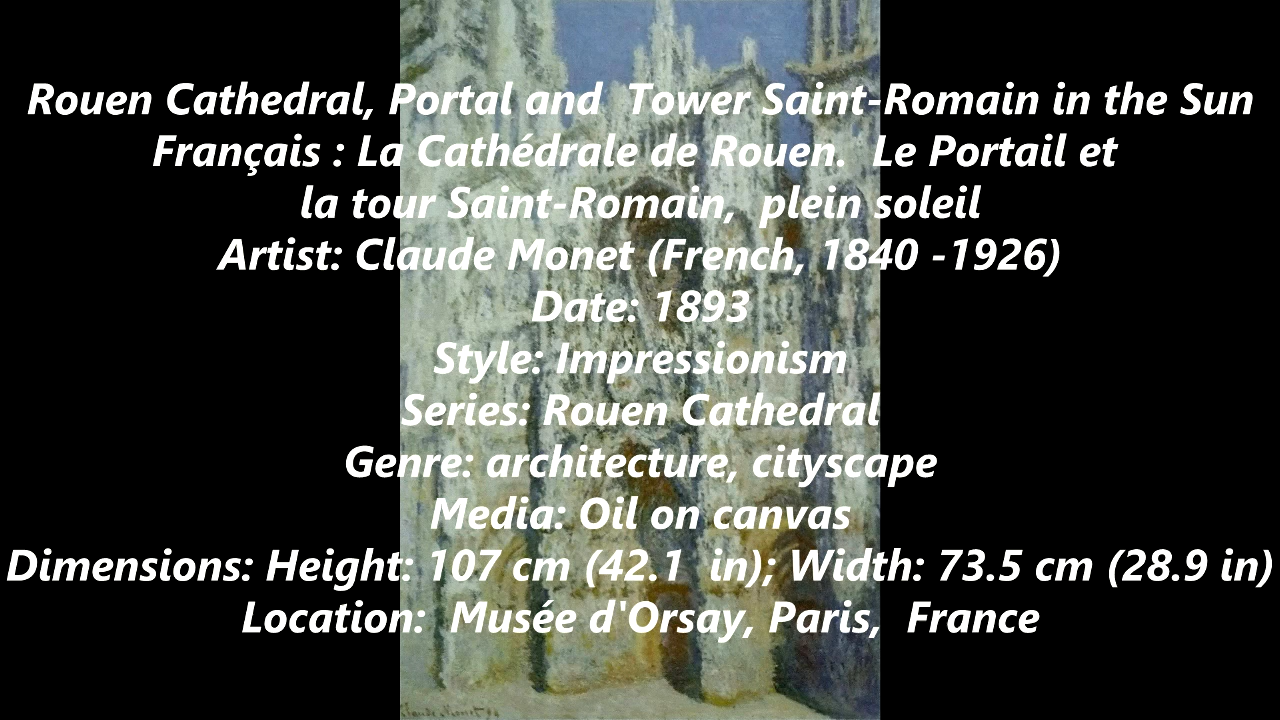 Rouen Cathedral, Portal and  Tower Saint-Romain in the Sun
Français : La Cathédrale de Rouen.  Le Portail et
la tour Saint-Romain,  plein soleil
Artist: Claude Monet (French, 1840 -1926)
Date: 1893
Style: Impressionism
Series: Rouen Cathedral
Genre: architecture, cityscape
Media: Oil on canvas
Dimensions: Height: 107 cm (42.1  in); Width: 73.5 cm (28.9 in)
Location:  Musée d'Orsay, Paris,  France
Claude Monet 94